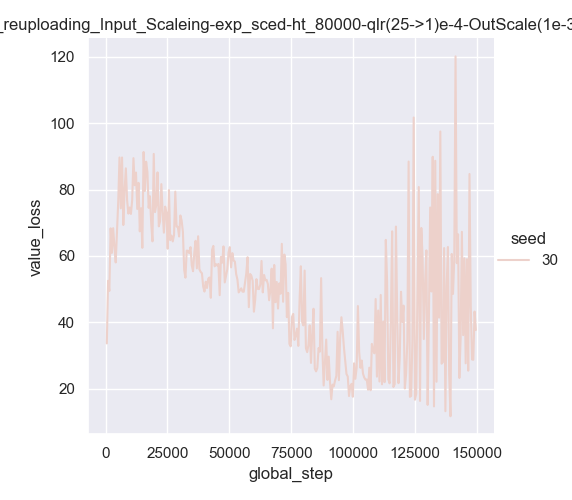 _reuploading_Input_Scaleing-exp_sced-ht_80000-qlr(25->1)e-4-OutScale(1e-3
120
100
80
60
40
20
value_loss
0 25000 50000 75000 100000 125000 150000
global_step
seed
30